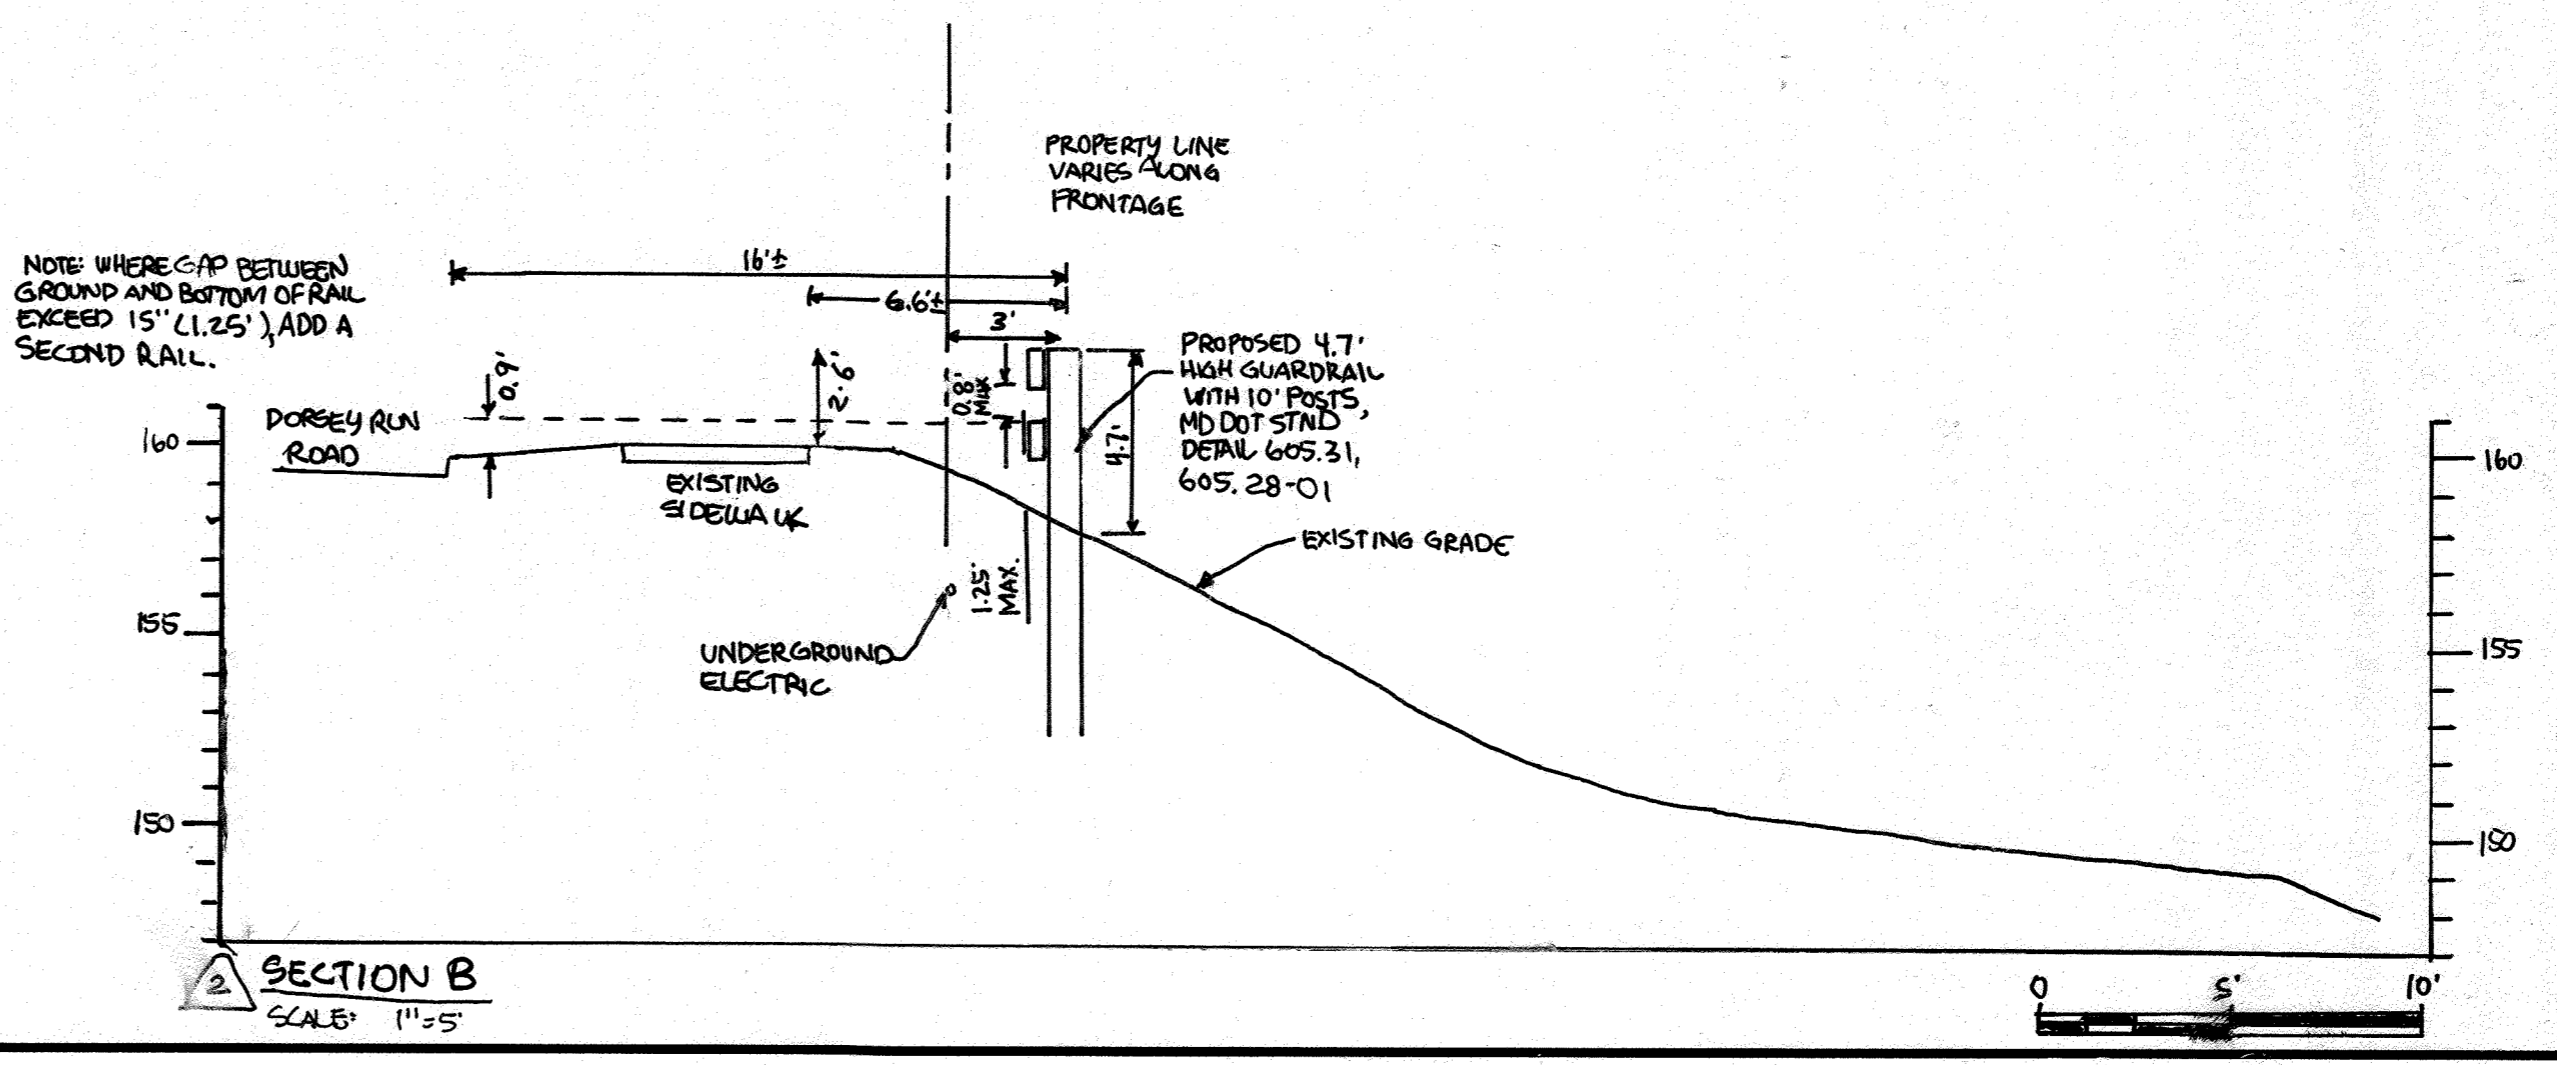 PROPERTY LINE
VARIES ALONG
FRONTAGE
NOTE: WHERE GAP BETWEEN
GROUND AND BOTTOM OF RAIL
EXCEED 15" (1.25'), ADD A
SECOND RAIL.
16'±
6.6'±
3'
0.9'
2.6'
0.8'
MAX
4.7'
PROPOSED 4.7'
HIGH GUARDRAIL
WITH 10' POSTS,
MD DOT STND
DETAIL 605.31,
605.28-01
DORSEY RUN
ROAD
EXISTING
SIDEWALK
EXISTING GRADE
1.25'
MAX.
UNDERGROUND
ELECTRIC
160
155
150
160
155
150
2
SECTION B
SCALE: 1"=5'
0 5' 10'